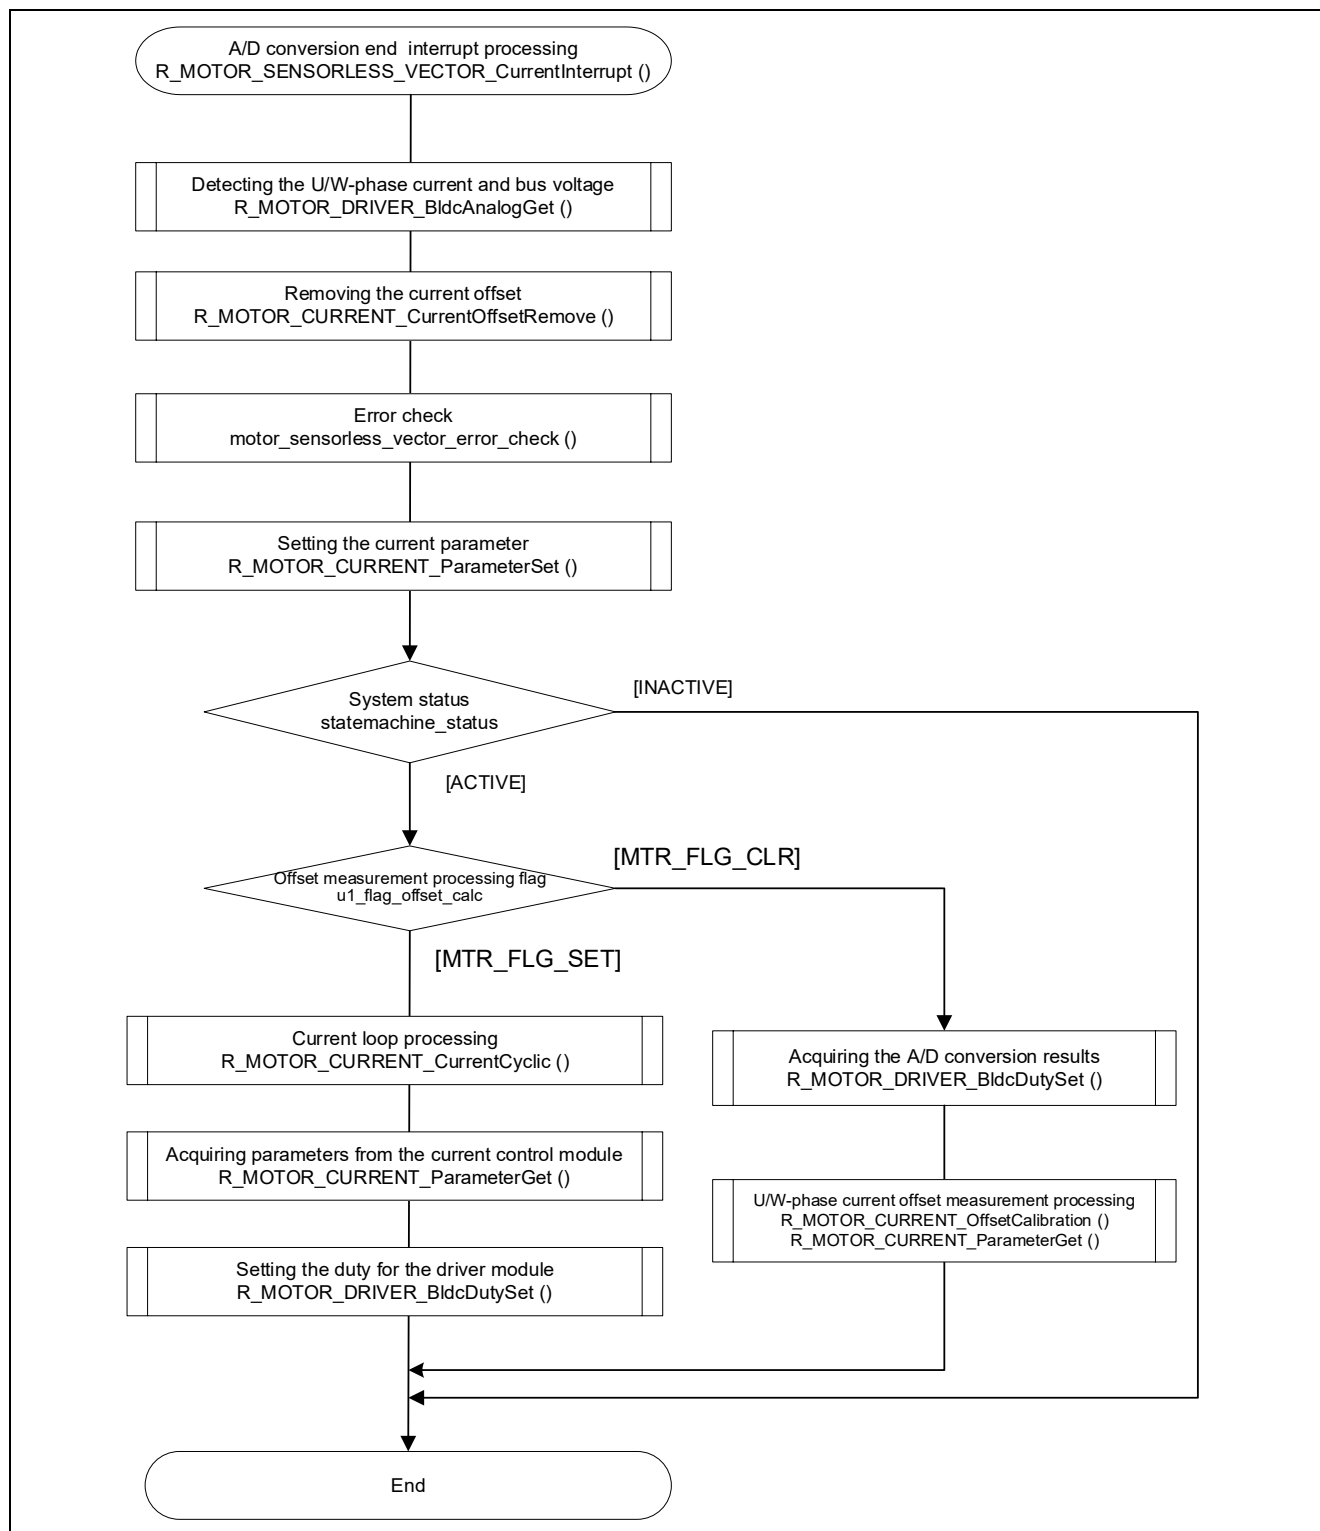 A/D conversion end interrupt processing
R_MOTOR_SENSORLESS_VECTOR_CurrentInterrupt ()
Detecting the U/W-phase current and bus voltage
R_MOTOR_DRIVER_BldcAnalogGet ()
Removing the current offset
R_MOTOR_CURRENT_CurrentOffsetRemove ()
Error check
motor_sensorless_vector_error_check ()
Setting the current parameter
R_MOTOR_CURRENT_ParameterSet ()
System status
statemachine_status
[INACTIVE]
[ACTIVE]
Offset measurement processing flag
u1_flag_offset_calc
[MTR_FLG_CLR]
[MTR_FLG_SET]
Current loop processing
R_MOTOR_CURRENT_CurrentCyclic ()
Acquiring parameters from the current control module
R_MOTOR_CURRENT_ParameterGet ()
Setting the duty for the driver module
R_MOTOR_DRIVER_BldcDutySet ()
Acquiring the A/D conversion results
R_MOTOR_DRIVER_BldcDutySet ()
U/W-phase current offset measurement processing
R_MOTOR_CURRENT_OffsetCalibration ()
R_MOTOR_CURRENT_ParameterGet ()
End